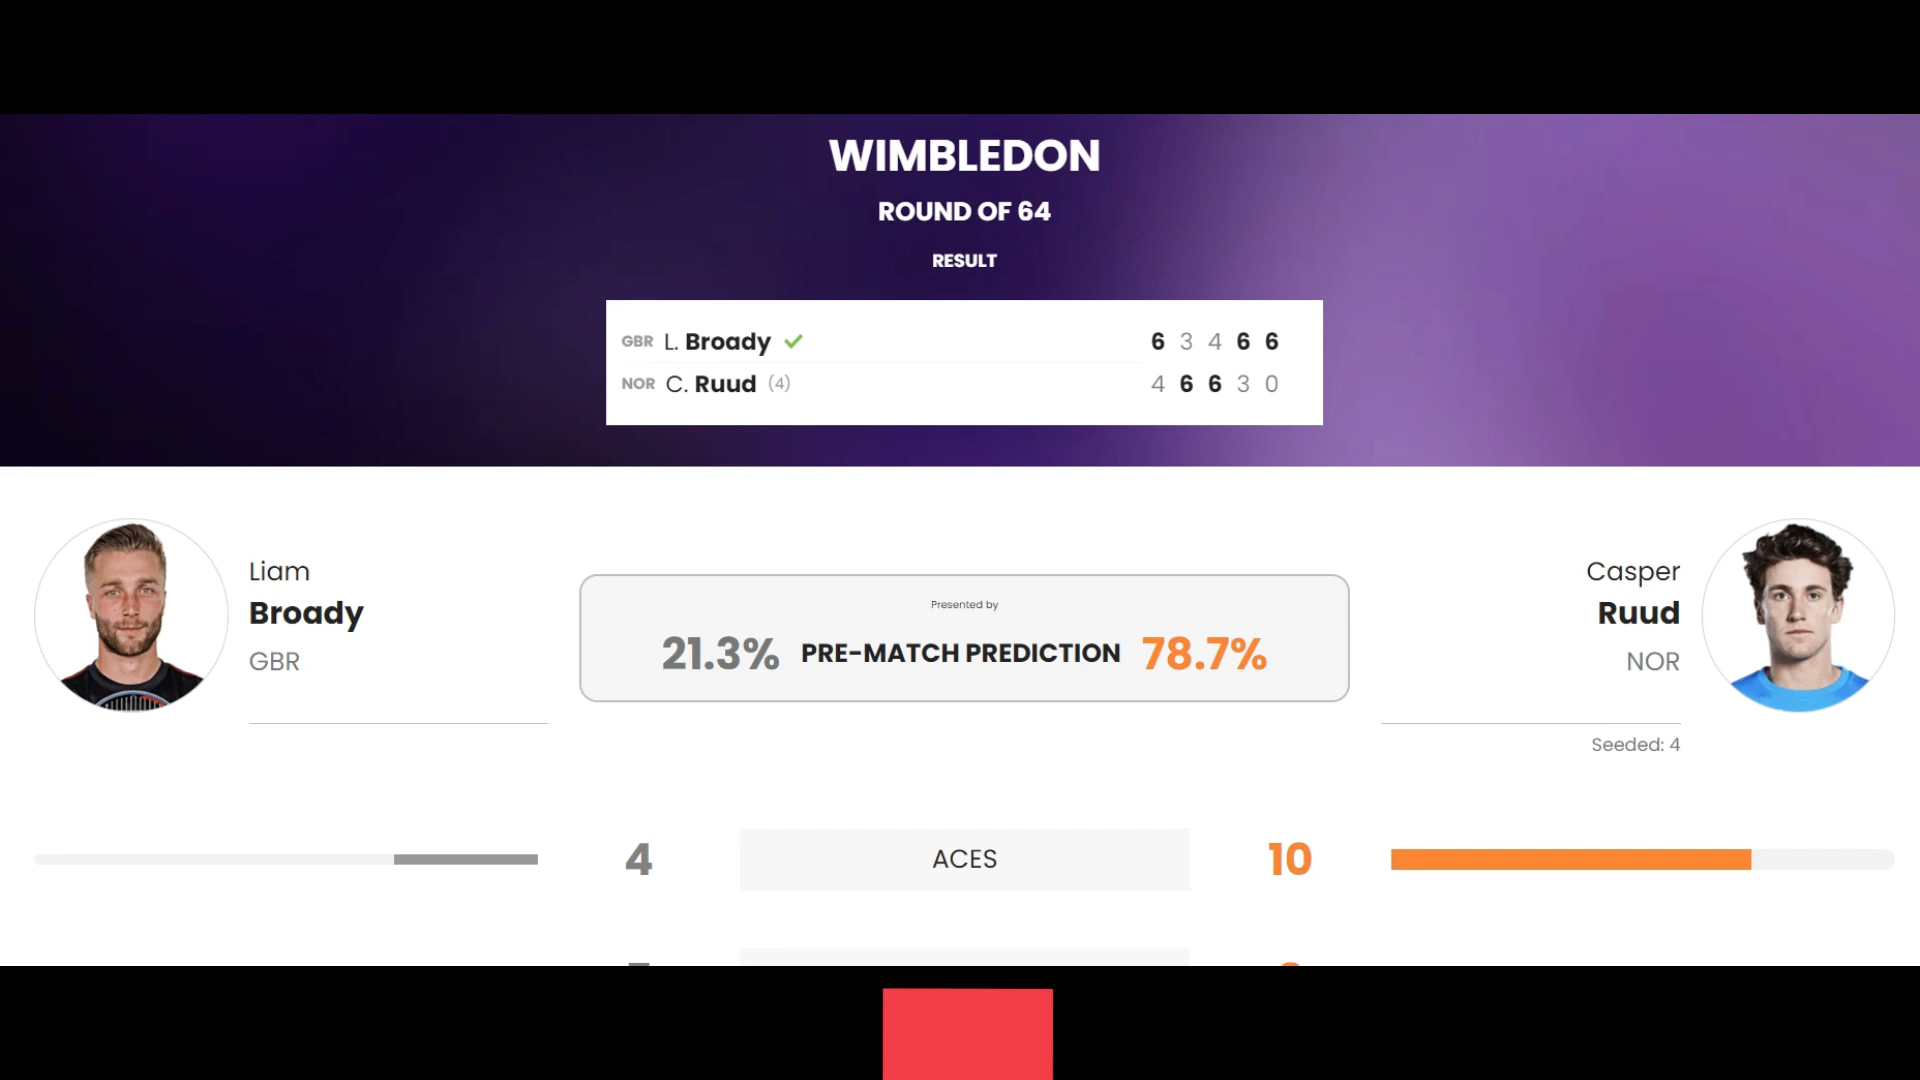 WIMBLEDON
ROUND OF 64
RESULT
GBR L. Broady 6 3 4 6 6
NOR C. Ruud (4) 4 6 6 3 0
Liam
Broady
GBR
Presented by
21.3% PRE-MATCH PREDICTION 78.7%
Casper
Ruud
NOR
Seeded: 4
4 ACES 10